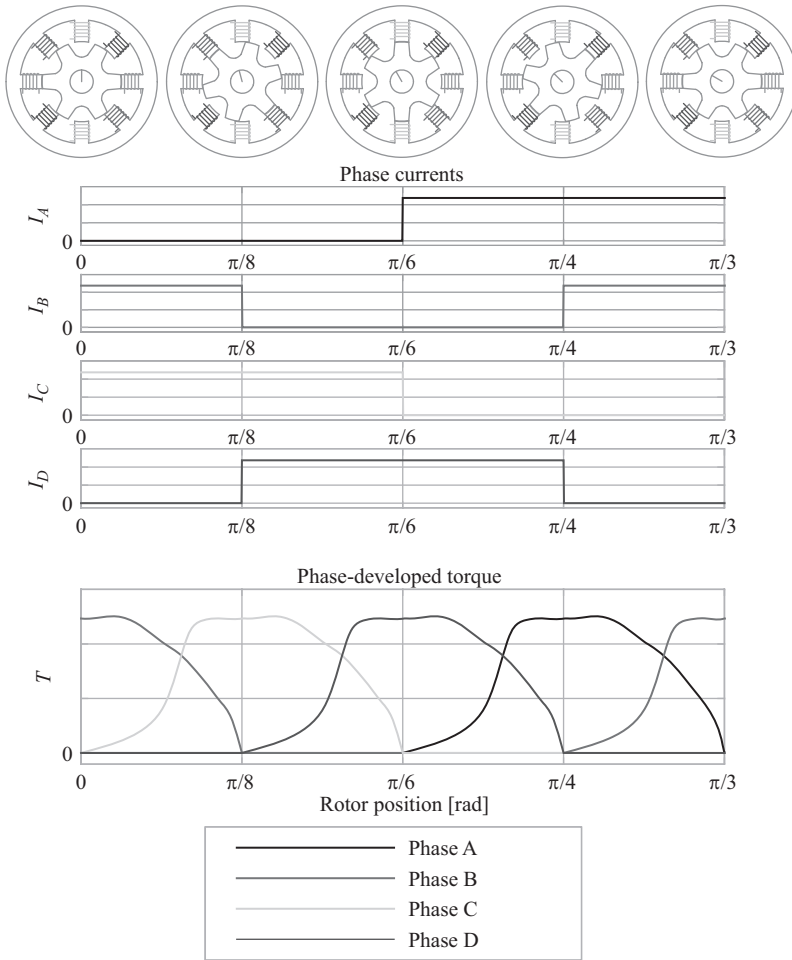 Phase currents
I_A
0
0 π/8 π/6 π/4 π/3
I_B
0
0 π/8 π/6 π/4 π/3
I_C
0
0 π/8 π/6 π/4 π/3
I_D
0
0 π/8 π/6 π/4 π/3
Phase-developed torque
T
0
0 π/8 π/6 π/4 π/3
Rotor position [rad]
Phase A
Phase B
Phase C
Phase D